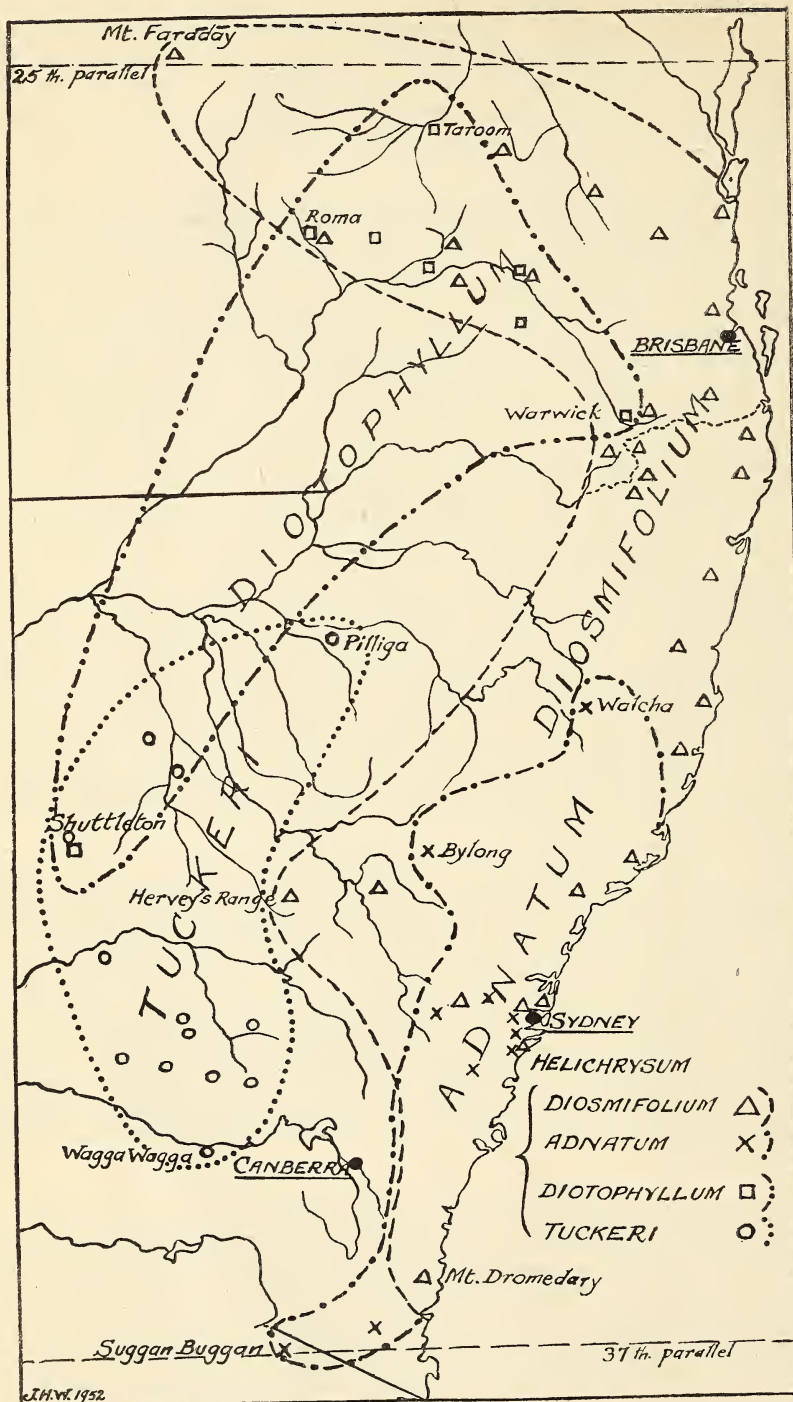 Mt. Faraday
25 th. parallel
Taroom
Roma
BRISBANE
Warwick
DIOTOPHYLLUM
DIOSMIFOLIUM
Pilliga
Walcha
TUCKERI
Shuttleton
Bylong
Hervey's Range
ADNATUM
SYDNEY
HELICHRYSUM
DIOSMIFOLIUM
ADNATUM
DIOTOPHYLLUM
TUCKERI
Wagga Wagga
CANBERRA
Mt. Dromedary
Suggan Buggan
37 th. parallel
J.H.W. 1952